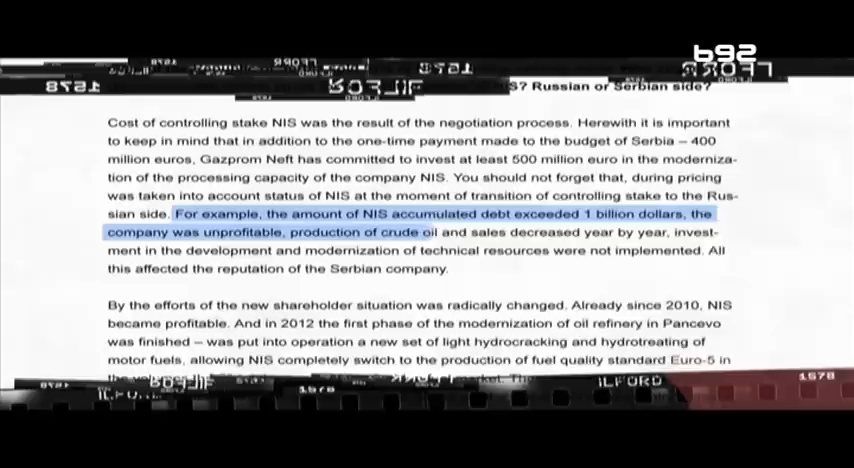 b92
S? Russian or Serbian side?
Cost of controlling stake NIS was the result of the negotiation process. Herewith it is important
to keep in mind that in addition to the one-time payment made to the budget of Serbia – 400
million euros, Gazprom Neft has committed to invest at least 500 million euro in the moderniza-
tion of the processing capacity of the company NIS. You should not forget that, during pricing
was taken into account status of NIS at the moment of transition of controlling stake to the Rus-
sian side. For example, the amount of NIS accumulated debt exceeded 1 billion dollars, the
company was unprofitable, production of crude oil and sales decreased year by year, invest-
ment in the development and modernization of technical resources were not implemented. All
this affected the reputation of the Serbian company.
By the efforts of the new shareholder situation was radically changed. Already since 2010, NIS
became profitable. And in 2012 the first phase of the modernization of oil refinery in Pancevo
was finished – was put into operation a new set of light hydrocracking and hydrotreating of
motor fuels, allowing NIS completely switch to the production of fuel quality standard Euro-5 in
ILFORD
1578